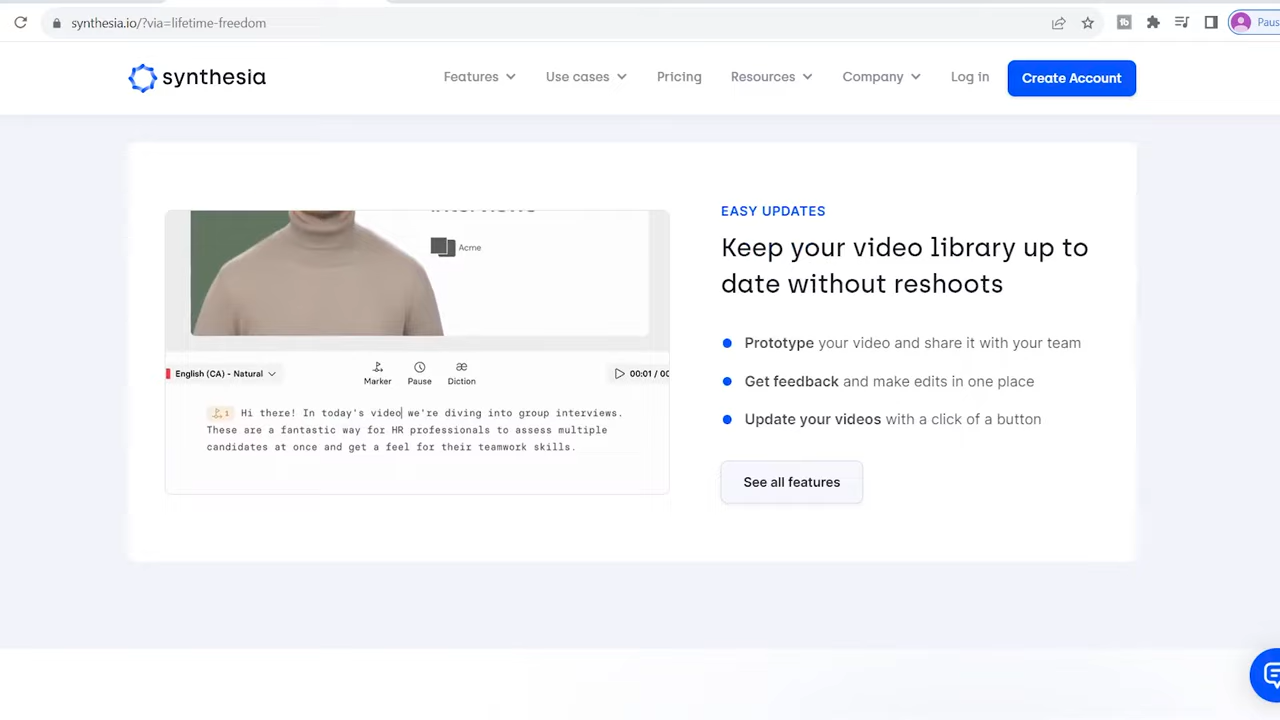 synthesia.io/?via=lifetime-freedom
Paus
synthesia
Features
Use cases
Pricing
Resources
Company
Log in
Create Account
Acme
English (CA) - Natural
Marker
Pause
Diction
00:01 / 00
1 Hi there! In today's video we're diving into group interviews.
These are a fantastic way for HR professionals to assess multiple
candidates at once and get a feel for their teamwork skills.
EASY UPDATES
Keep your video library up to
date without reshoots
Prototype your video and share it with your team
Get feedback and make edits in one place
Update your videos with a click of a button
See all features